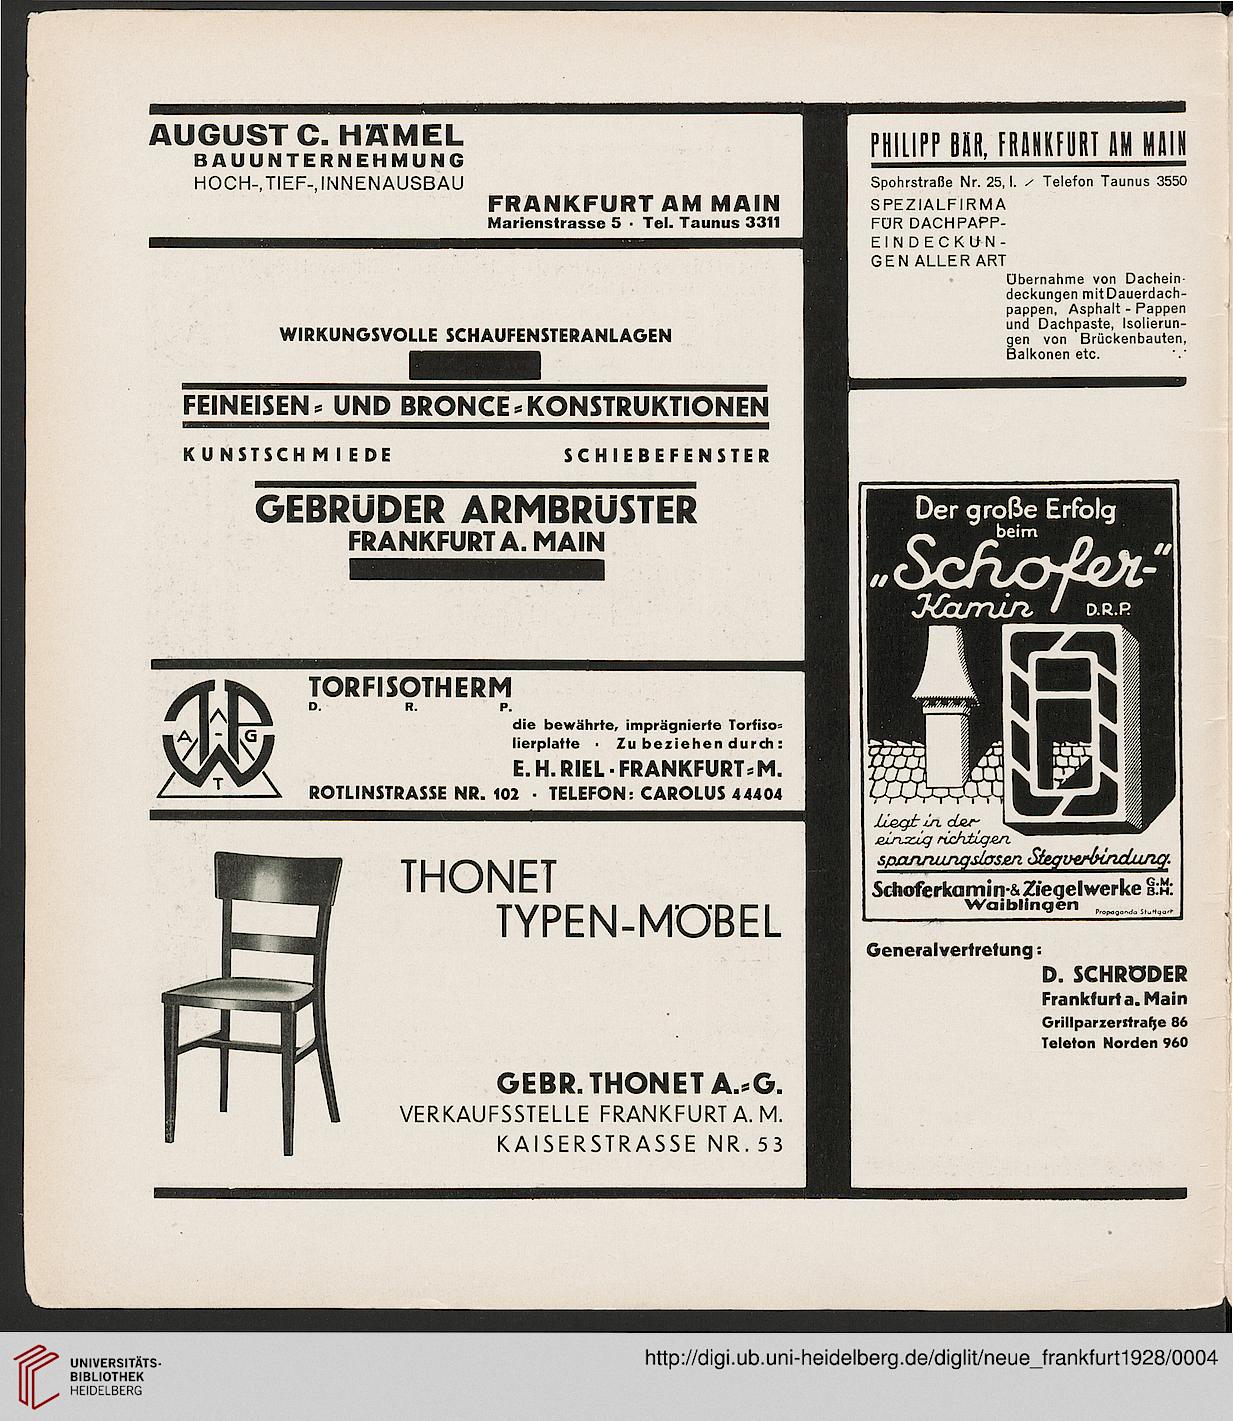 AUGUST C. HÄMEL
BAUUNTERNEHMUNG
HOCH-, TIEF-, INNENAUSBAU
FRANKFURT AM MAIN
Marienstrasse 5 · Tel. Taunus 3311
WIRKUNGSVOLLE SCHAUFENSTERANLAGEN
FEINEISEN- UND BRONCE-KONSTRUKTIONEN
KUNSTSCHMIEDE SCHIEBEFENSTER
GEBRÜDER ARMBRÜSTER
FRANKFURT A. MAIN
A G
T
TORFISOTHERM
D. R. P.
die bewährte, imprägnierte Torfiso-
lierplatte · Zu beziehen durch:
E. H. RIEL · FRANKFURT-M.
ROTLINSTRASSE NR. 102 · TELEFON: CAROLUS 44404
THONET
TYPEN-MÖBEL
GEBR. THONET A.-G.
VERKAUFSSTELLE FRANKFURT A. M.
KAISERSTRASSE NR. 53
PHILIPP BÄR, FRANKFURT AM MAIN
Spohrstraße Nr. 25, I. / Telefon Taunus 3550
SPEZIALFIRMA
FÜR DACHPAPP-
EINDECKUN-
GEN ALLER ART
Übernahme von Dachein-
deckungen mit Dauerdach-
pappen, Asphalt-Pappen
und Dachpaste, Isolierun-
gen von Brückenbauten,
Balkonen etc.
Der große Erfolg
beim
„Schofer-"
Kamin D.R.P.
liegt in der
einzig richtigen
spannungslosen Stegverbindung.
Schoferkamin-& Ziegelwerke G.M.B.H.
Waiblingen
Propaganda Stuttgart
Generalvertretung:
D. SCHRÖDER
Frankfurt a. Main
Grillparzerstraße 86
Telefon Norden 960
UNIVERSITÄTS-
BIBLIOTHEK
HEIDELBERG
http://digi.ub.uni-heidelberg.de/diglit/neue_frankfurt1928/0004